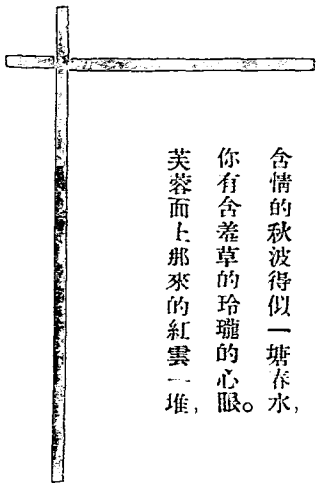 含情的秋波得似一塘春水，
你有含羞草的玲瓏的心眼。
芙蓉面上那來的紅雲一堆，